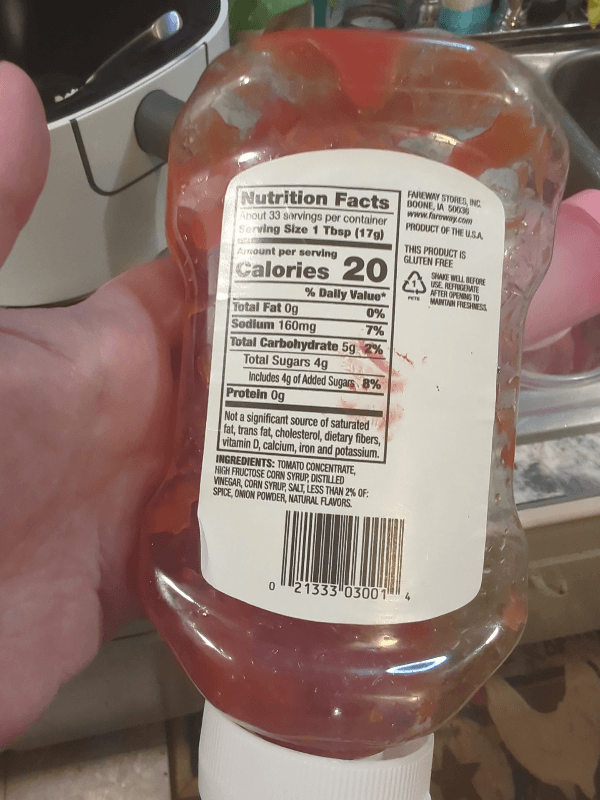 Nutrition Facts
About 33 servings per container
Serving Size 1 Tbsp (17g)
Amount per serving
Calories 20
% Daily Value*
Total Fat 0g 0%
Sodium 160mg 7%
Total Carbohydrate 5g 2%
Total Sugars 4g
Includes 4g of Added Sugars 8%
Protein 0g
Not a significant source of saturated
fat, trans fat, cholesterol, dietary fibers,
vitamin D, calcium, iron and potassium.
INGREDIENTS: TOMATO CONCENTRATE,
HIGH FRUCTOSE CORN SYRUP, DISTILLED
VINEGAR, CORN SYRUP, SALT, LESS THAN 2% OF:
SPICE, ONION POWDER, NATURAL FLAVORS.
FAREWAY STORES, INC.
BOONE, IA 50036
www.fareway.com
PRODUCT OF THE U.S.A.
THIS PRODUCT IS
GLUTEN FREE
1
PETE
SHAKE WELL BEFORE
USE. REFRIGERATE
AFTER OPENING TO
MAINTAIN FRESHNESS.
0 21333 03001 4